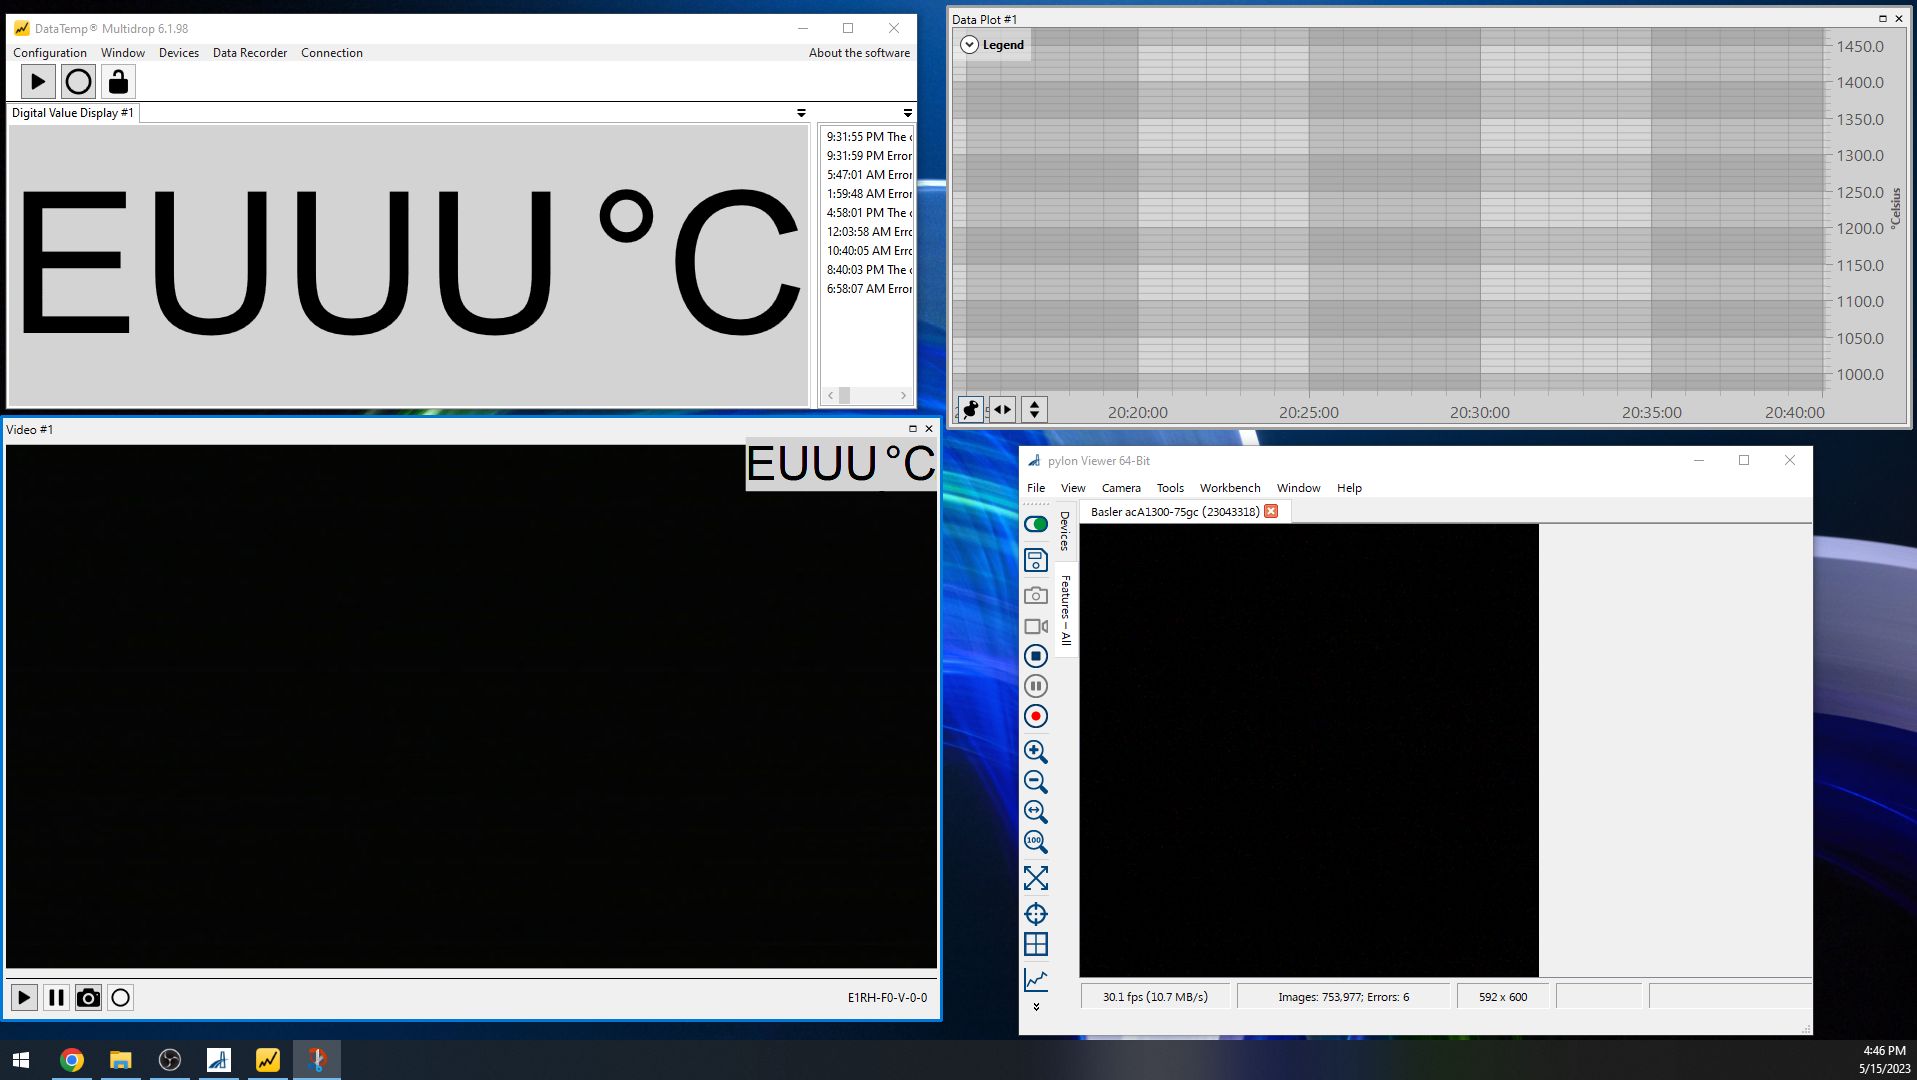 DataTemp® Multidrop 6.1.98
Configuration Window Devices Data Recorder Connection About the software
Digital Value Display #1
EUUU °C
9:31:55 PM The
9:31:59 PM Error
5:47:01 AM Error
1:59:48 AM Error
4:58:01 PM The
12:03:58 AM Erro
10:40:05 AM Erro
8:40:03 PM The
6:58:07 AM Error
Data Plot #1
Legend
1450.0
1400.0
1350.0
1300.0
1250.0
1200.0
1150.0
1100.0
1050.0
1000.0
°Celsius
20:20:00 20:25:00 20:30:00 20:35:00 20:40:00
Video #1
EUUU °C
E1RH-F0-V-0-0
pylon Viewer 64-Bit
File View Camera Tools Workbench Window Help
Devices
Features – All
Basler acA1300-75gc (23043318)
100
30.1 fps (10.7 MB/s) Images: 753,977; Errors: 6 592 x 600
4:46 PM
5/15/2023